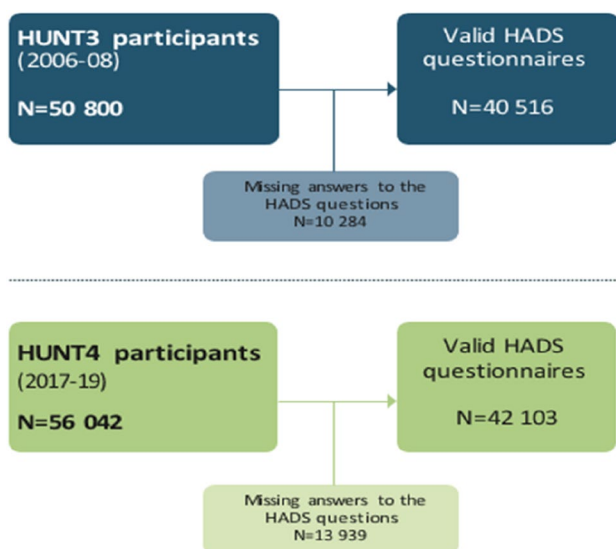 HUNT3 participants
(2006-08)
N=50 800
Valid HADS
questionnaires
N=40 516
Missing answers to the
HADS questions
N=10 284
HUNT4 participants
(2017-19)
N=56 042
Valid HADS
questionnaires
N=42 103
Missing answers to the
HADS questions
N=13 939